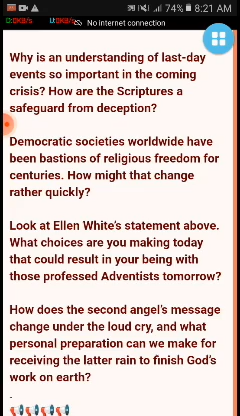 74% 8:21 AM
No internet connection
Why is an understanding of last-day
events so important in the coming
crisis? How are the Scriptures a
safeguard from deception?
Democratic societies worldwide have
been bastions of religious freedom for
centuries. How might that change
rather quickly?
Look at Ellen White's statement above.
What choices are you making today
that could result in your being with
those professed Adventists tomorrow?
How does the second angel's message
change under the loud cry, and what
personal preparation can we make for
receiving the latter rain to finish God's
work on earth?
.